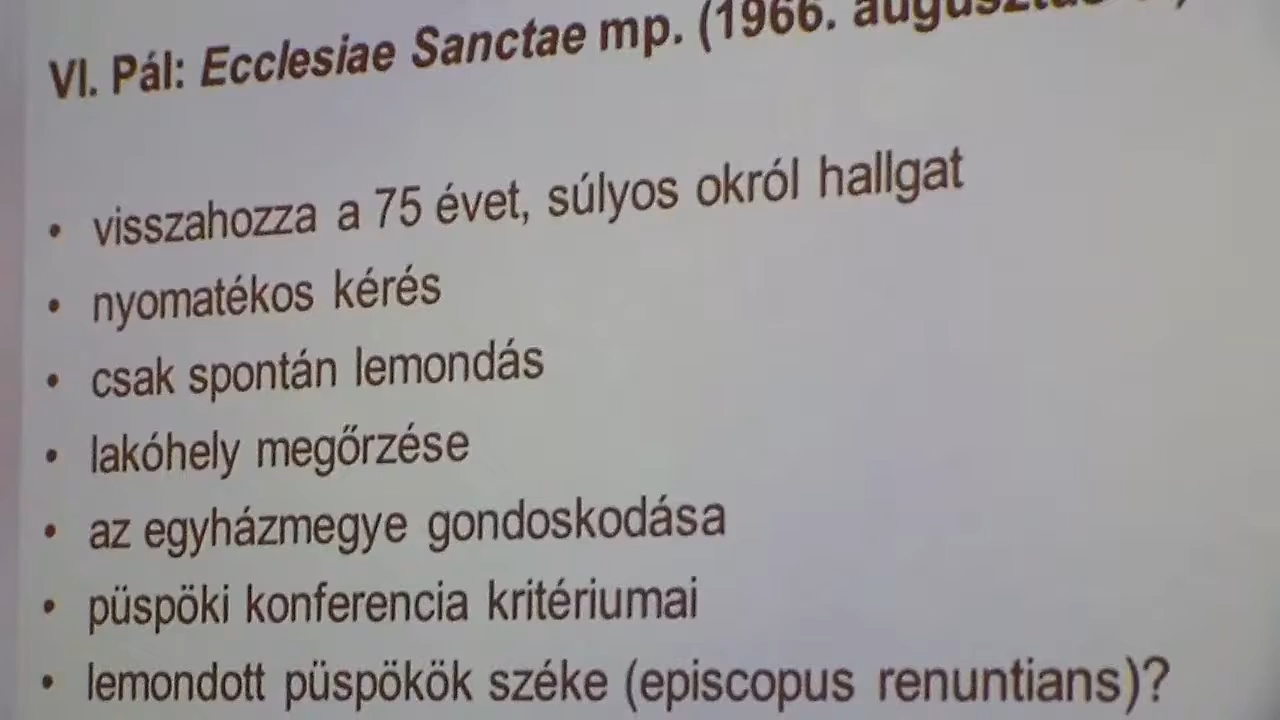 VI. Pál: Ecclesiae Sanctae mp. (1966. augusztus
• visszahozza a 75 évet, súlyos okról hallgat
• nyomatékos kérés
• csak spontán lemondás
• lakóhely megőrzése
• az egyházmegye gondoskodása
• püspöki konferencia kritériumai
• lemondott püspökök széke (episcopus renuntians)?